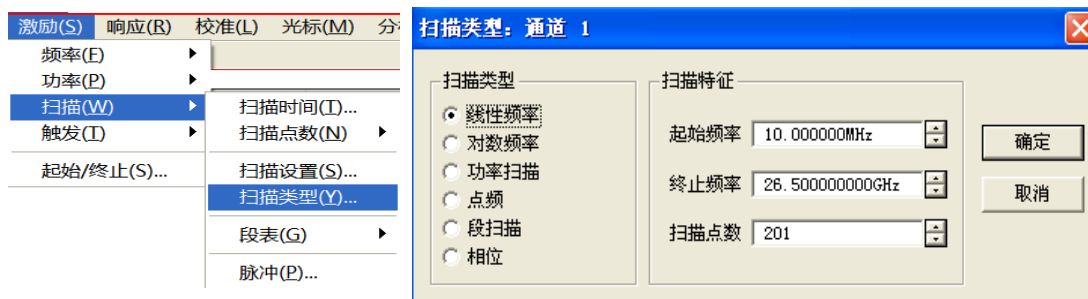 激励(S) 响应(R) 校准(L) 光标(M)
频率(F)
功率(P)
扫描(W)
触发(T)
起始/终止(S)...
扫描时间(T)...
扫描点数(N)
扫描设置(S)...
扫描类型(Y)...
段表(G)
脉冲(P)...
扫描类型：通道 1
扫描类型
线性频率
对数频率
功率扫描
点频
段扫描
相位
扫描特征
起始频率 10.000000MHz
终止频率 26.500000000GHz
扫描点数 201
确定
取消